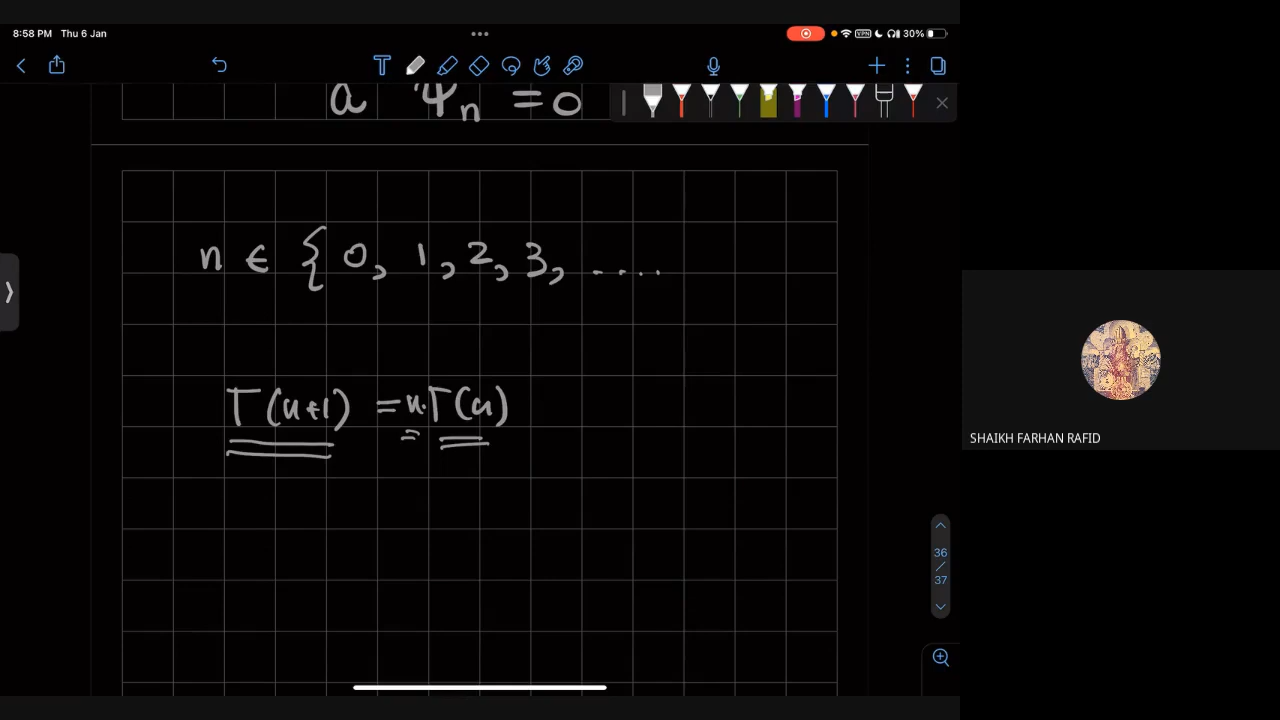 8:58 PM Thu 6 Jan
VPN
30%
a Ψn = 0
n ∈ { 0, 1, 2, 3, ....
Γ(n+1) = n.Γ(n)
SHAIKH FARHAN RAFID
36
/
37